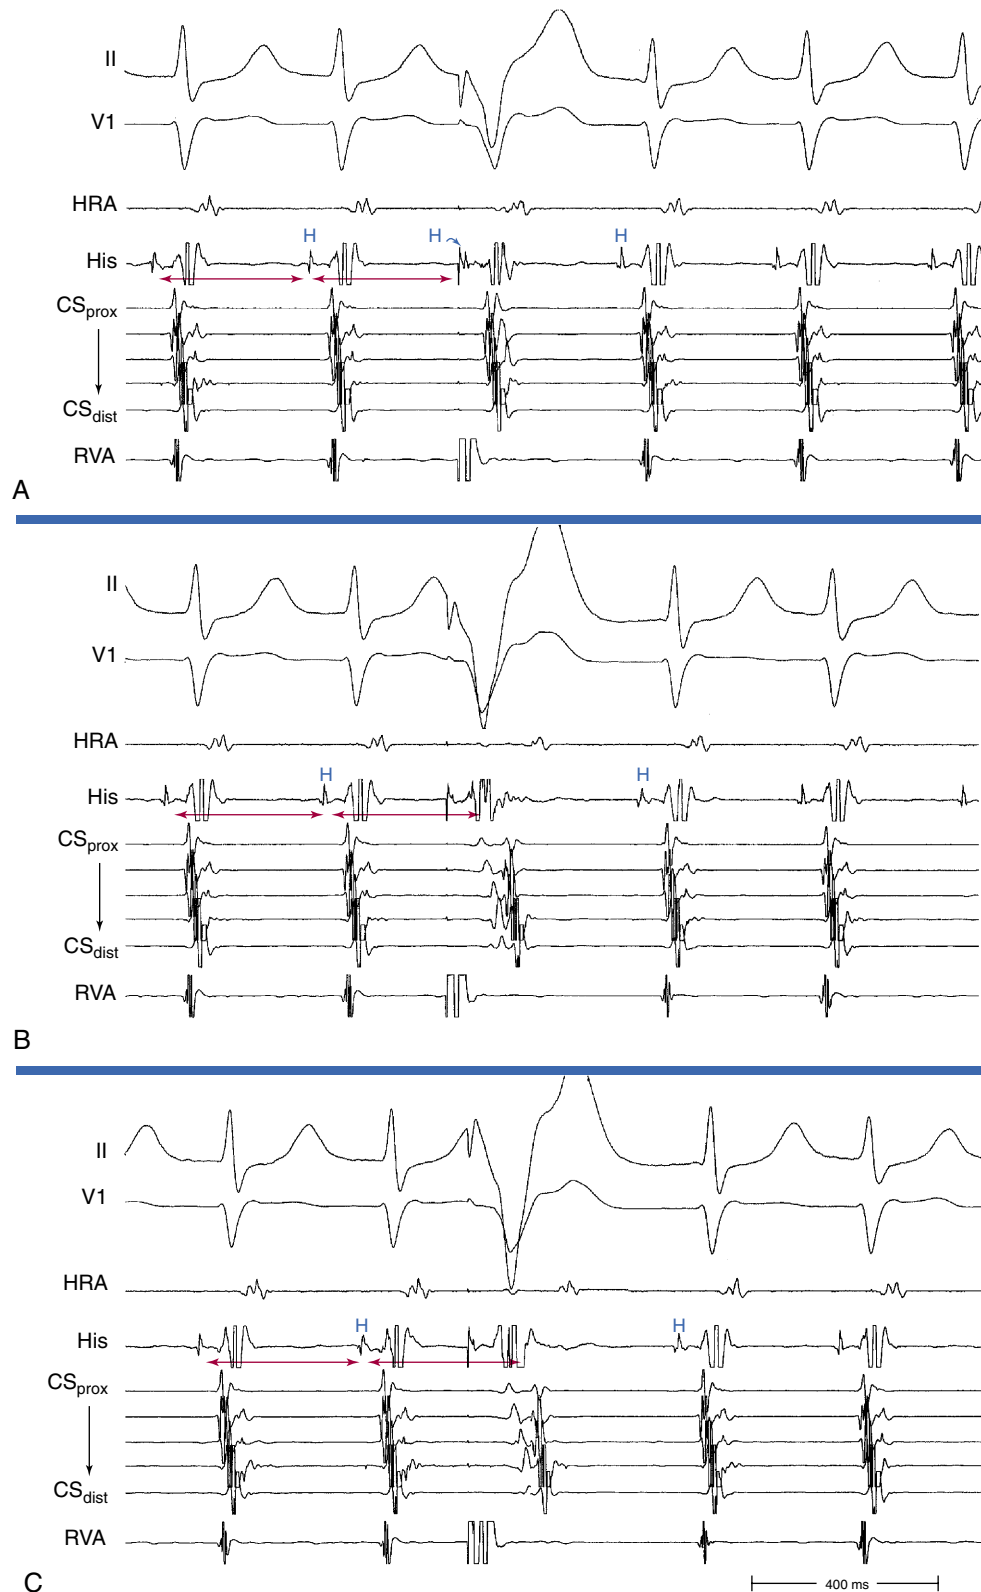 II
V1
HRA
H H H
His
CSprox
CSdist
RVA
A
II
V1
HRA
H H
His
CSprox
CSdist
RVA
B
II
V1
HRA
H H
His
CSprox
CSdist
RVA
C 400 ms